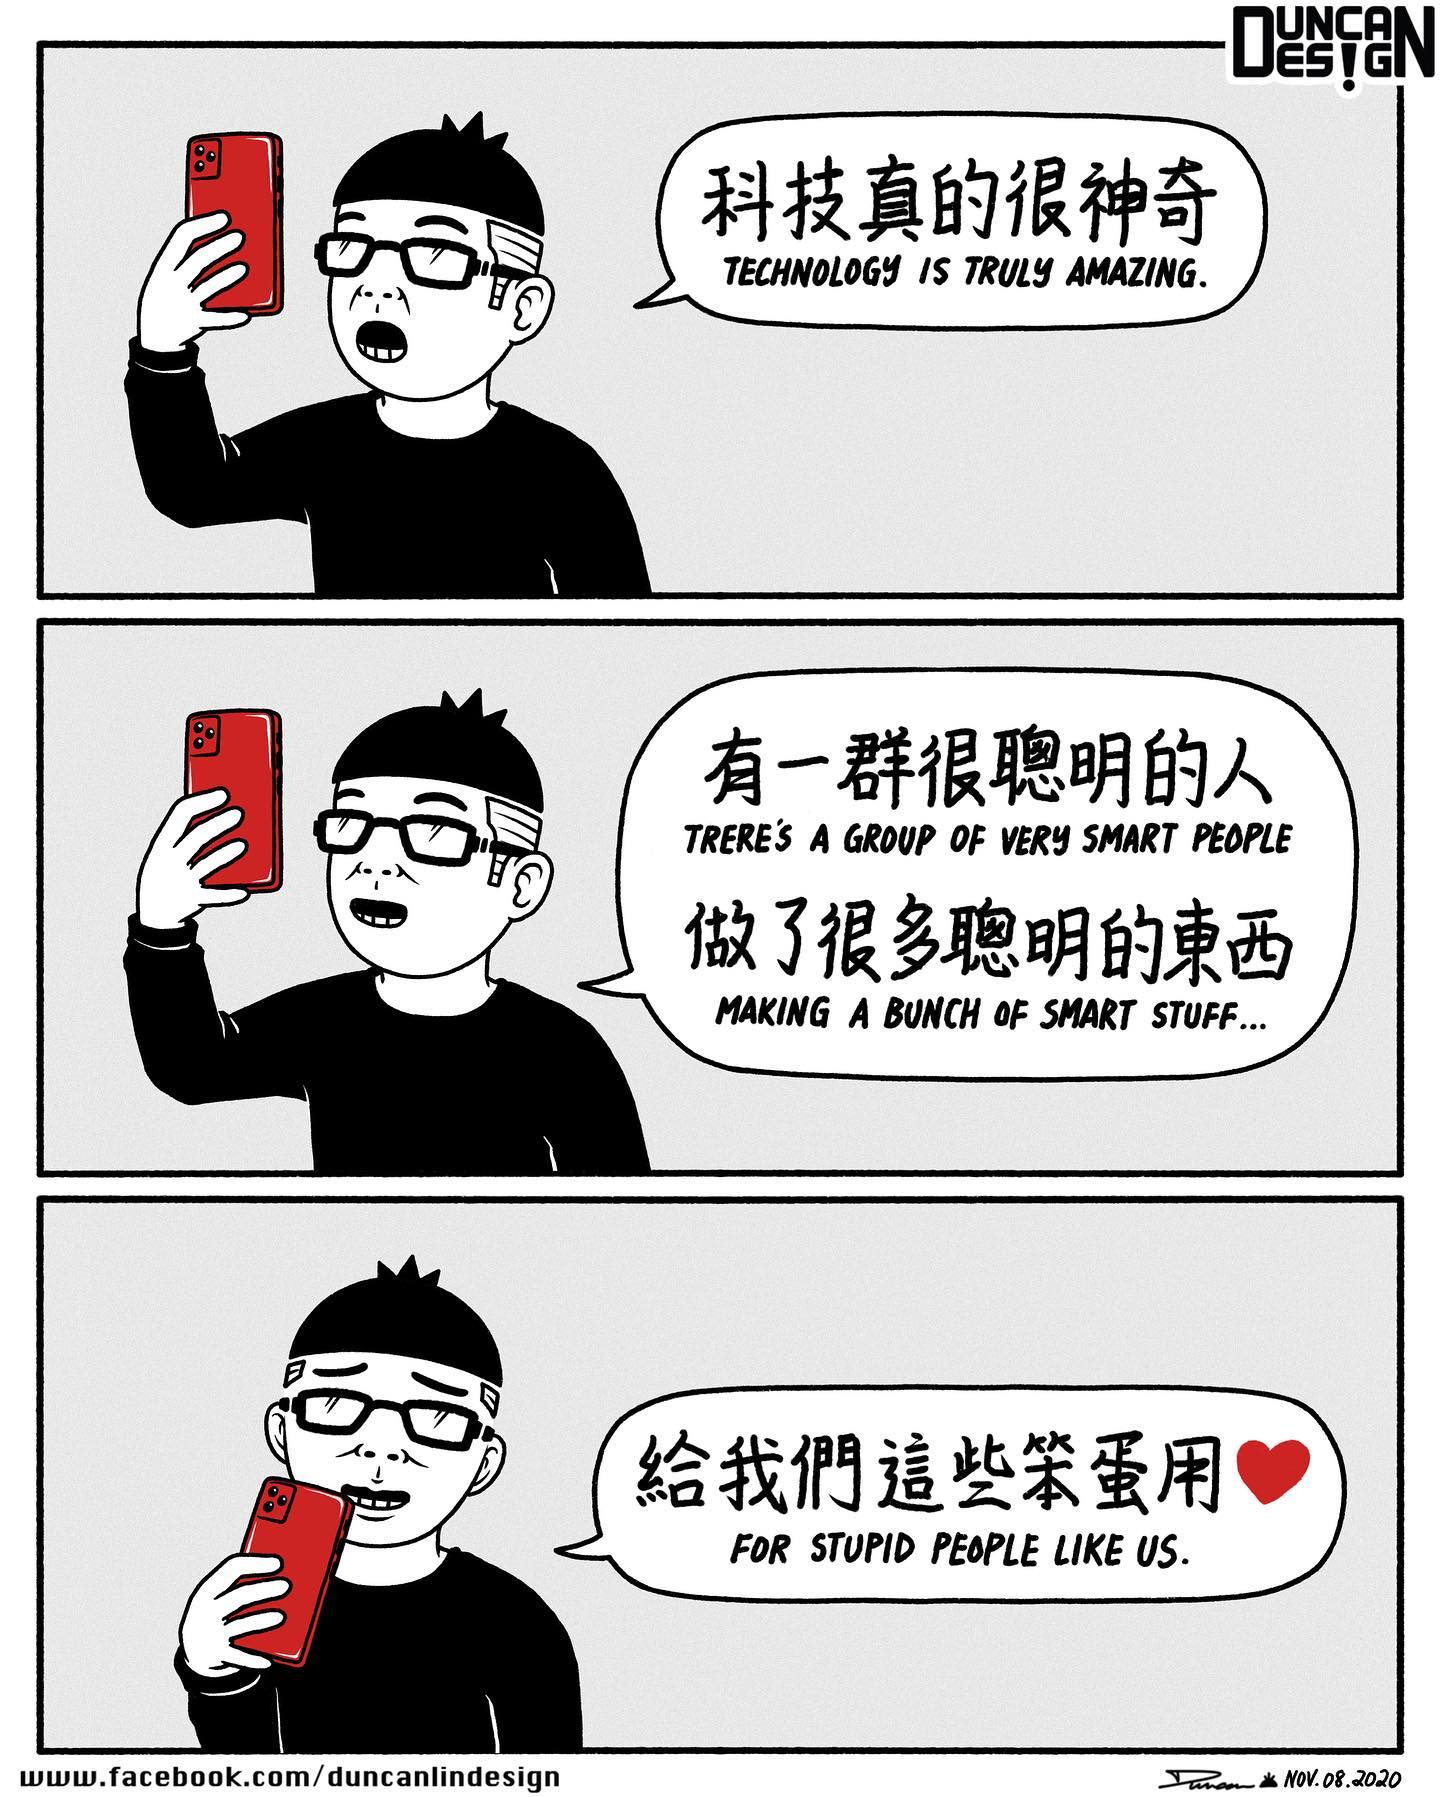 DUNCAN
DESIGN
科技真的很神奇
TECHNOLOGY IS TRULY AMAZING.
有一群很聰明的人
TRERE'S A GROUP OF VERY SMART PEOPLE
做了很多聰明的東西
MAKING A BUNCH OF SMART STUFF...
給我們這些笨蛋用❤
FOR STUPID PEOPLE LIKE US.
www.facebook.com/duncanlindesign
Duncan NOV.08.2020